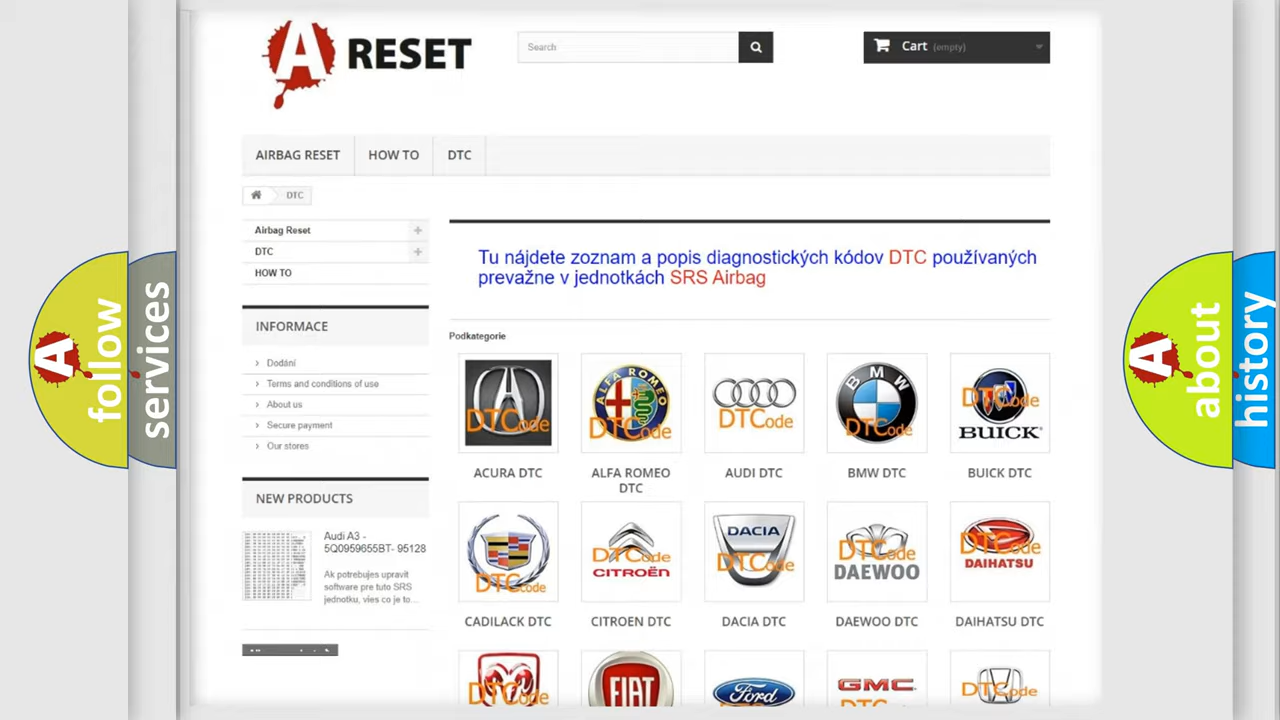 A RESET
Search
Cart (empty)
AIRBAG RESET
HOW TO
DTC
DTC
Airbag Reset
DTC
HOW TO
Tu nájdete zoznam a popis diagnostických kódov DTC používaných
prevažne v jednotkách SRS Airbag
INFORMACE
Podkategorie
Dodání
Terms and conditions of use
About us
Secure payment
Our stores
DTCode
ALFA ROMEO
DTCode
DTCode
BMW
DTCode
DTCode
BUICK
ACURA DTC
ALFA ROMEO
DTC
AUDI DTC
BMW DTC
BUICK DTC
NEW PRODUCTS
Audi A3 -
5Q0959655BT- 95128
Ak potrebujes upravit
software pre tuto SRS
jednotku, vies co je to...
DTCode
DTCode
CITROËN
DACIA
DTCode
DTCode
DAEWOO
DTCode
DAIHATSU
CADILACK DTC
CITROEN DTC
DACIA DTC
DAEWOO DTC
DAIHATSU DTC
DTCode
FIAT
Ford
GMC
DTCode
A follow
services
A about
history